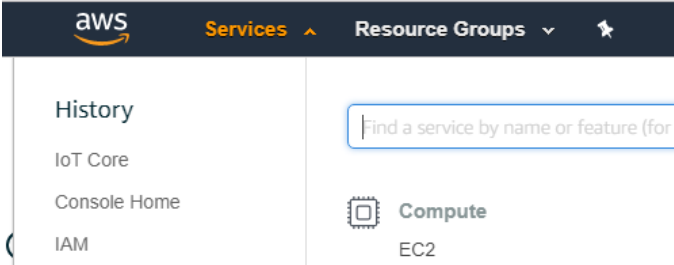 aws
Services
Resource Groups
History
IoT Core
Console Home
IAM
Find a service by name or feature (for
Compute
EC2